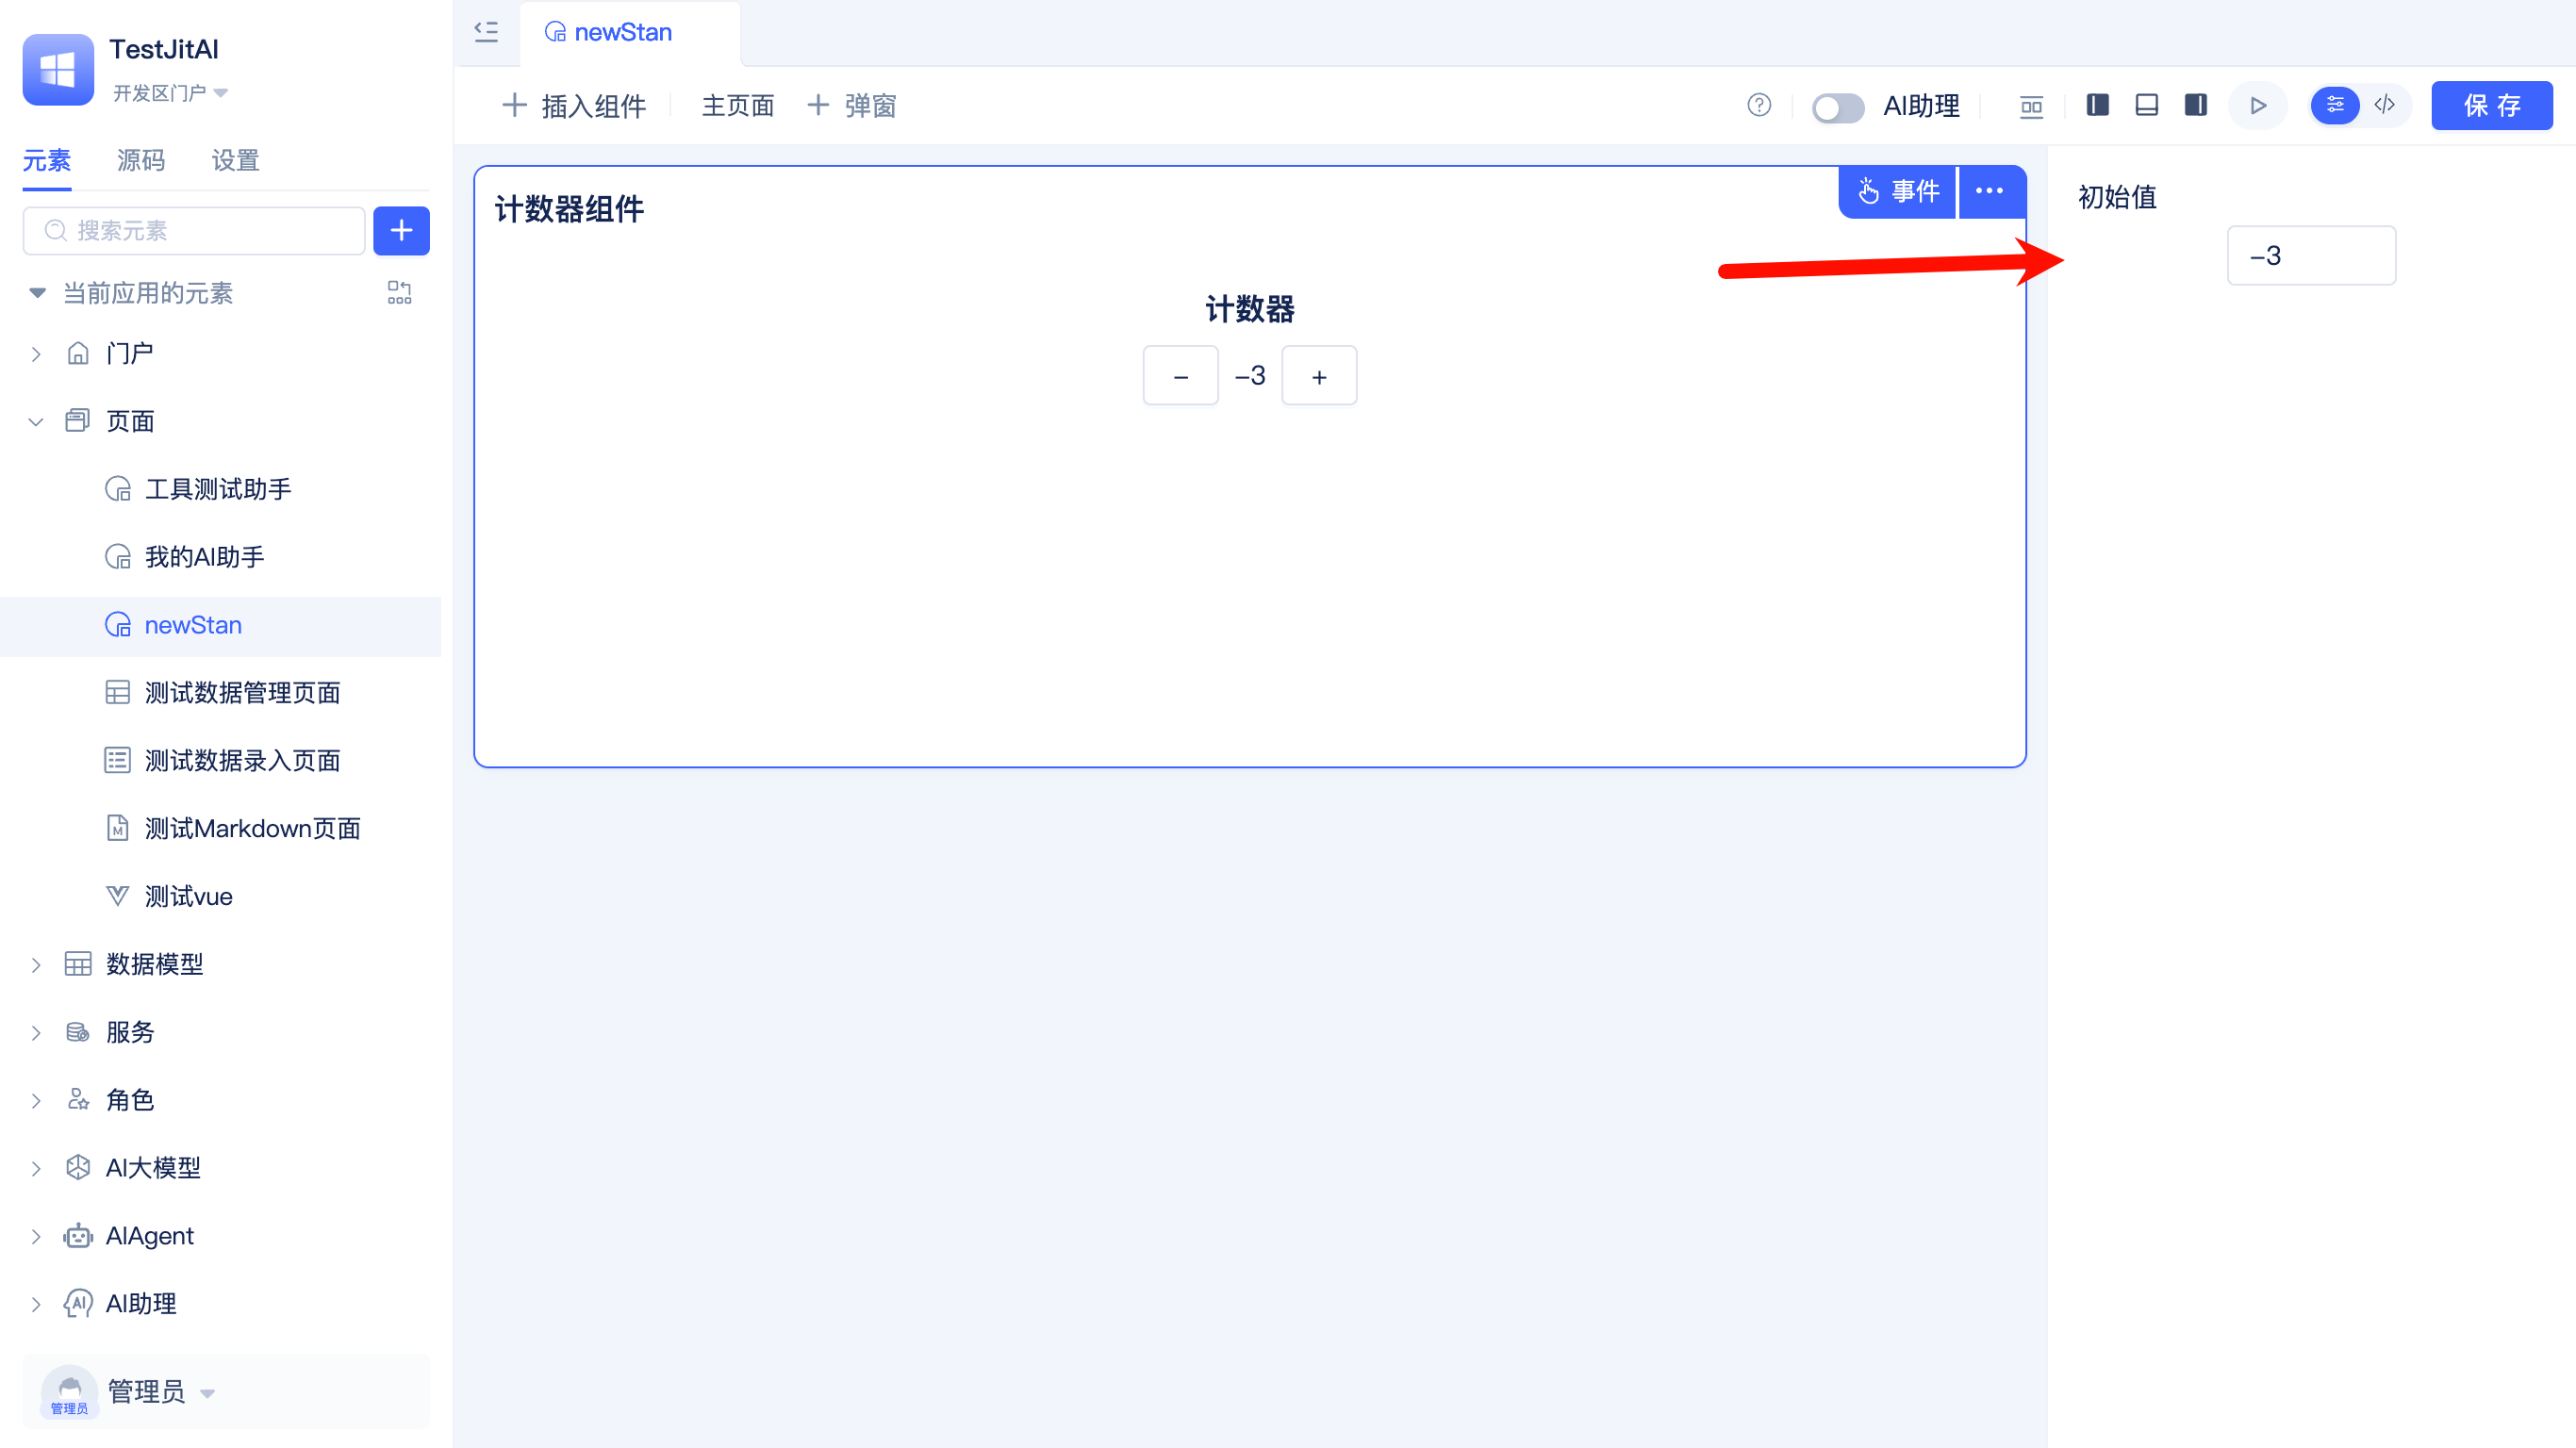 TestJitAI
开发区门户
元素 源码 设置
搜索元素
当前应用的元素
门户
页面
工具测试助手
我的AI助手
newStan
测试数据管理页面
测试数据录入页面
测试Markdown页面
测试vue
数据模型
服务
角色
AI大模型
AIAgent
AI助理
管理员
管理员
newStan
插入组件 主页面 弹窗
AI助理
保存
计数器组件
事件
计数器
- -3 +
初始值
-3